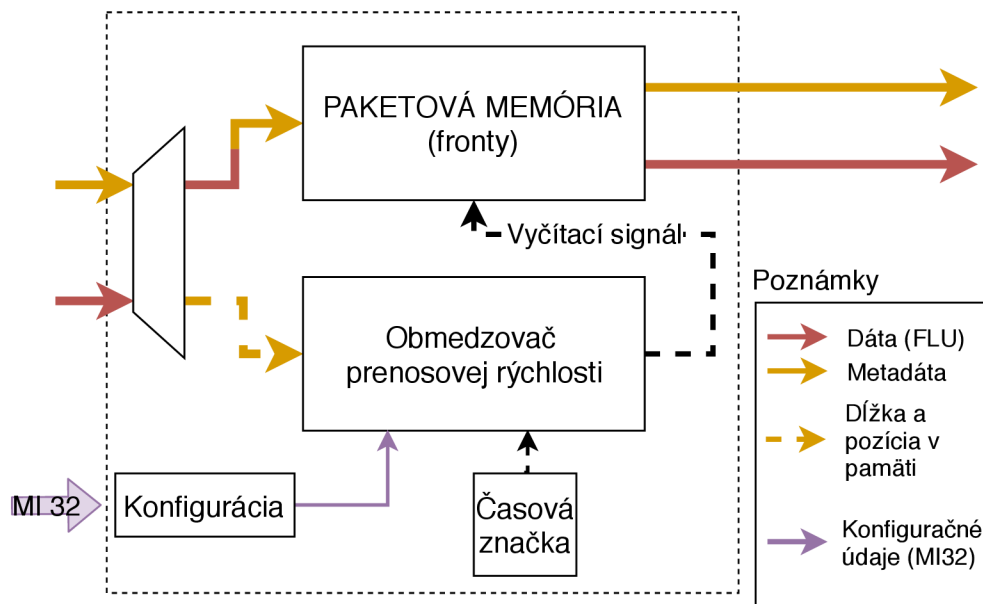 PAKETOVÁ MEMÓRIA
(fronty)
Vyčítací signál
Obmedzovač
prenosovej rýchlosti
MI 32
Konfigurácia
Časová
značka
Poznámky
Dáta (FLU)
Metadáta
Dĺžka a
pozícia v
pamäti
Konfiguračné
údaje (MI32)